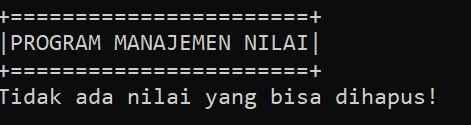 +=======================+
|PROGRAM MANAJEMEN NILAI|
+=======================+
Tidak ada nilai yang bisa dihapus!